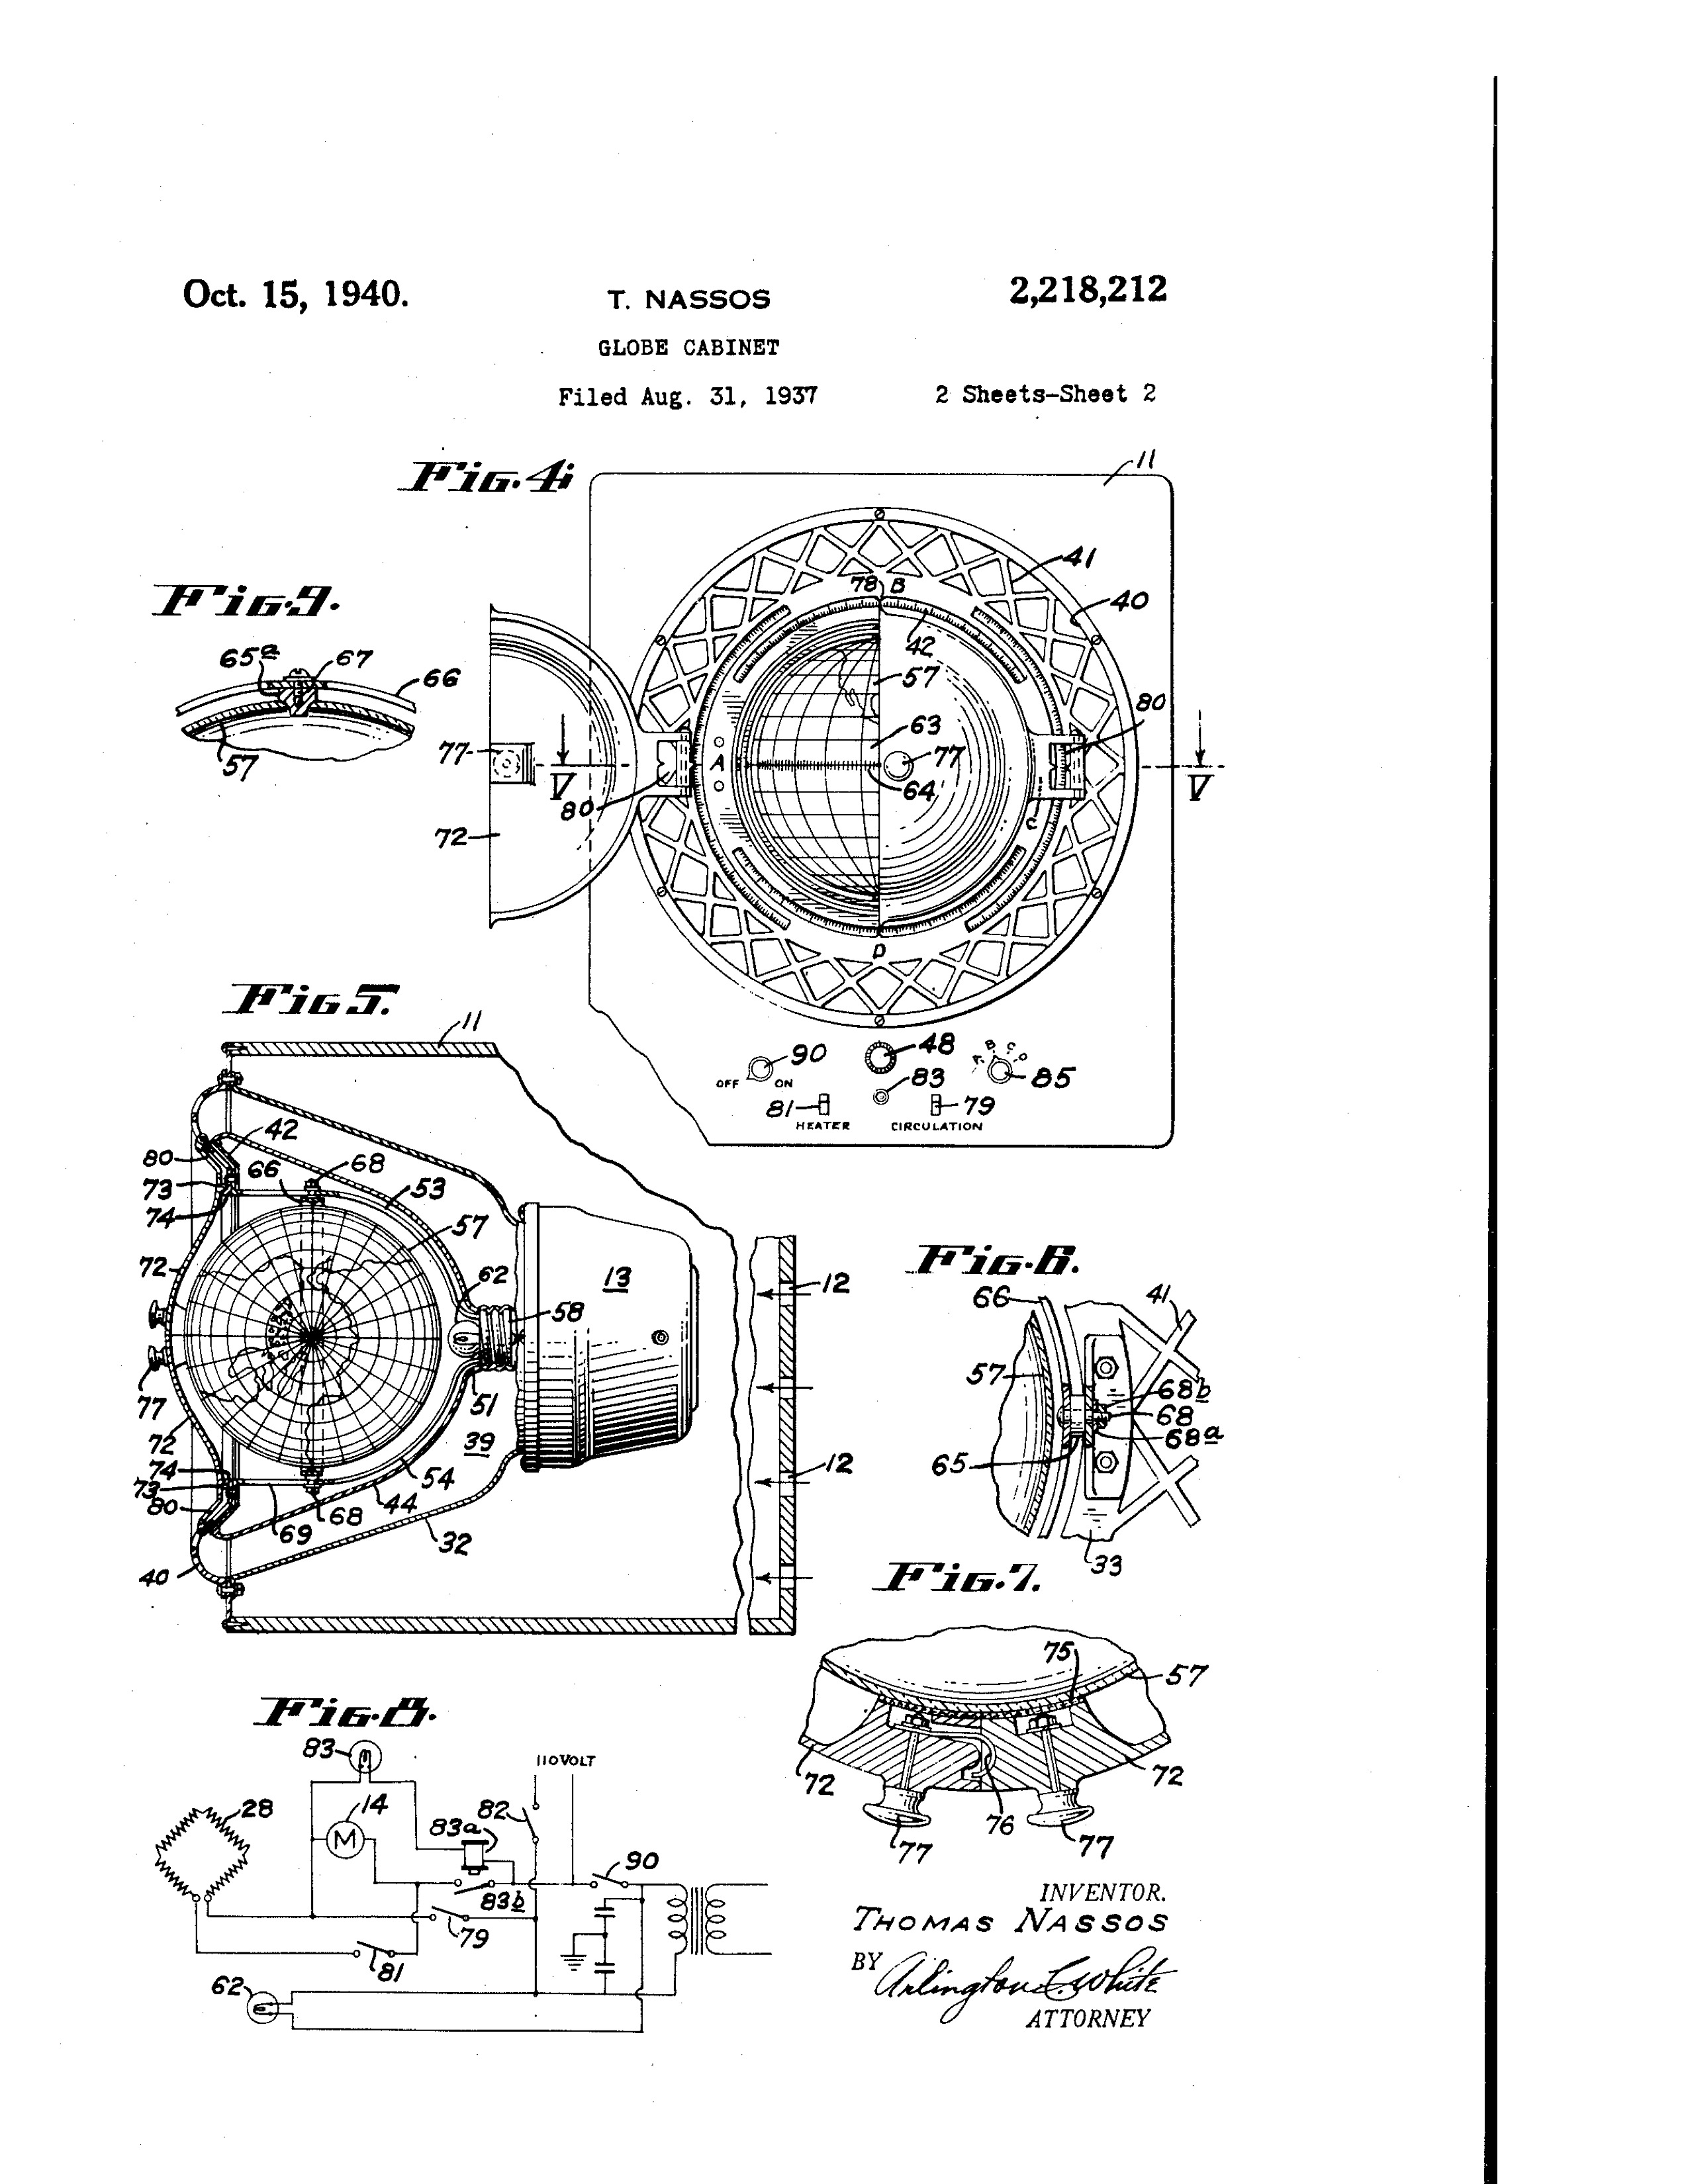 Oct. 15, 1940.
T. NASSOS
2,218,212
GLOBE CABINET
Filed Aug. 31, 1937
2 Sheets-Sheet 2
Fig. 4.
11
41
40
78 B
42
57
80
63
77
A
64
V
V
80
C
77
72
D
90
48
A B C D
85
OFF ON
83
81
79
HEATER
CIRCULATION
Fig. 9.
65a
67
66
57
Fig 5.
11
42
80
66
68
73
53
74
57
72
62
13
12
58
77
51
72
39
74
54
12
73
80
44
68
69
32
40
Fig. 6.
66
41
57
68b
68
68a
65
33
Fig. 7.
75
57
72
72
76
77
77
Fig. 8.
83
110 VOLT
28
14
82
83a
90
83b
79
81
62
INVENTOR.
THOMAS NASSOS
BY Arlington C. White
ATTORNEY